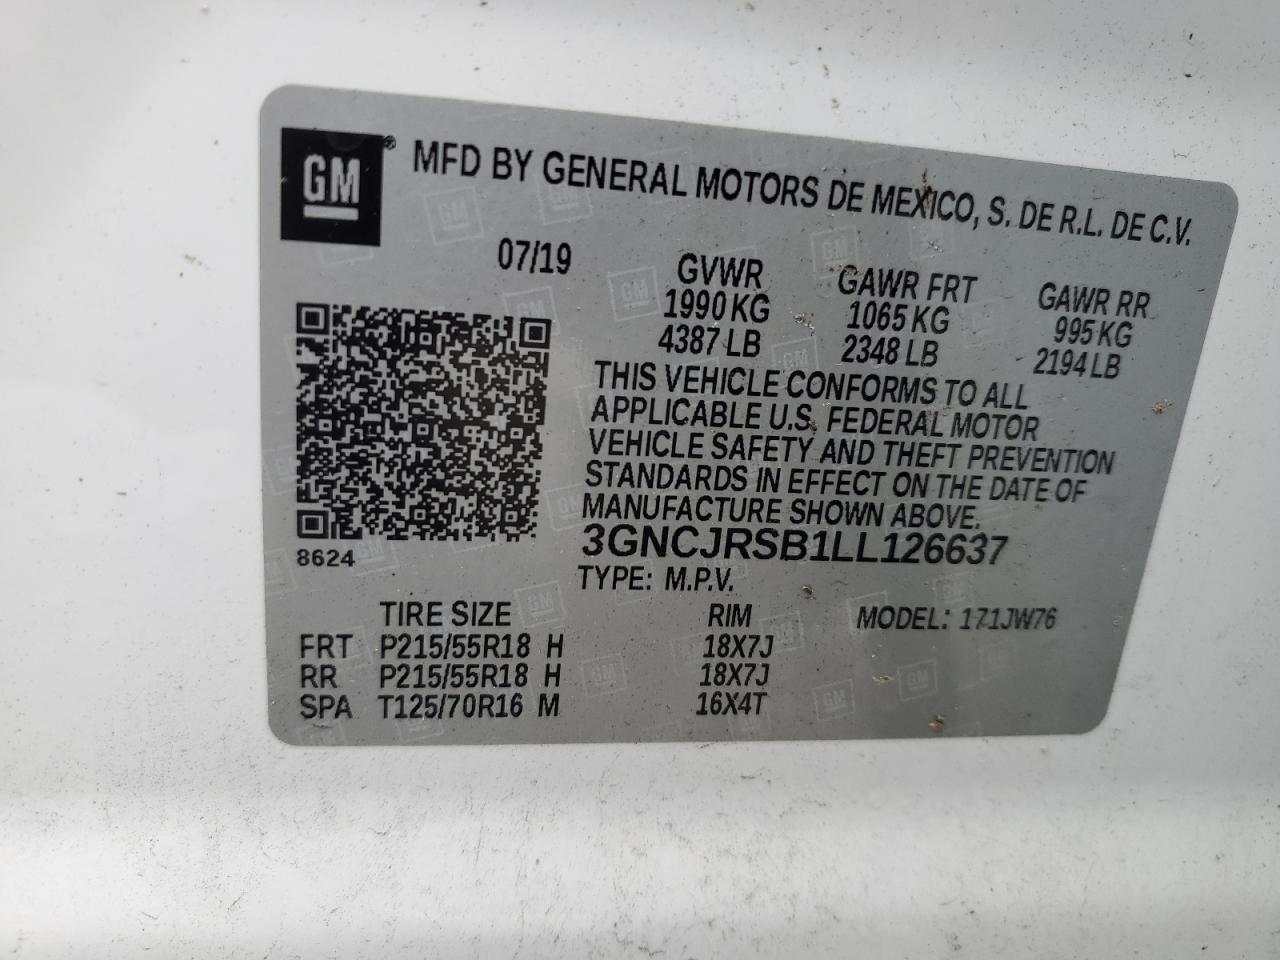 GM® MFD BY GENERAL MOTORS DE MEXICO, S. DE R.L. DE C.V.
07/19
GVWR GAWR FRT GAWR RR
1990 KG 1065 KG 995 KG
4387 LB 2348 LB 2194 LB
THIS VEHICLE CONFORMS TO ALL
APPLICABLE U.S. FEDERAL MOTOR
VEHICLE SAFETY AND THEFT PREVENTION
STANDARDS IN EFFECT ON THE DATE OF
MANUFACTURE SHOWN ABOVE.
3GNCJRSB1LL126637
8624
TYPE: M.P.V.
TIRE SIZE RIM MODEL: 171JW76
FRT P215/55R18 H 18X7J
RR P215/55R18 H 18X7J
SPA T125/70R16 M 16X4T